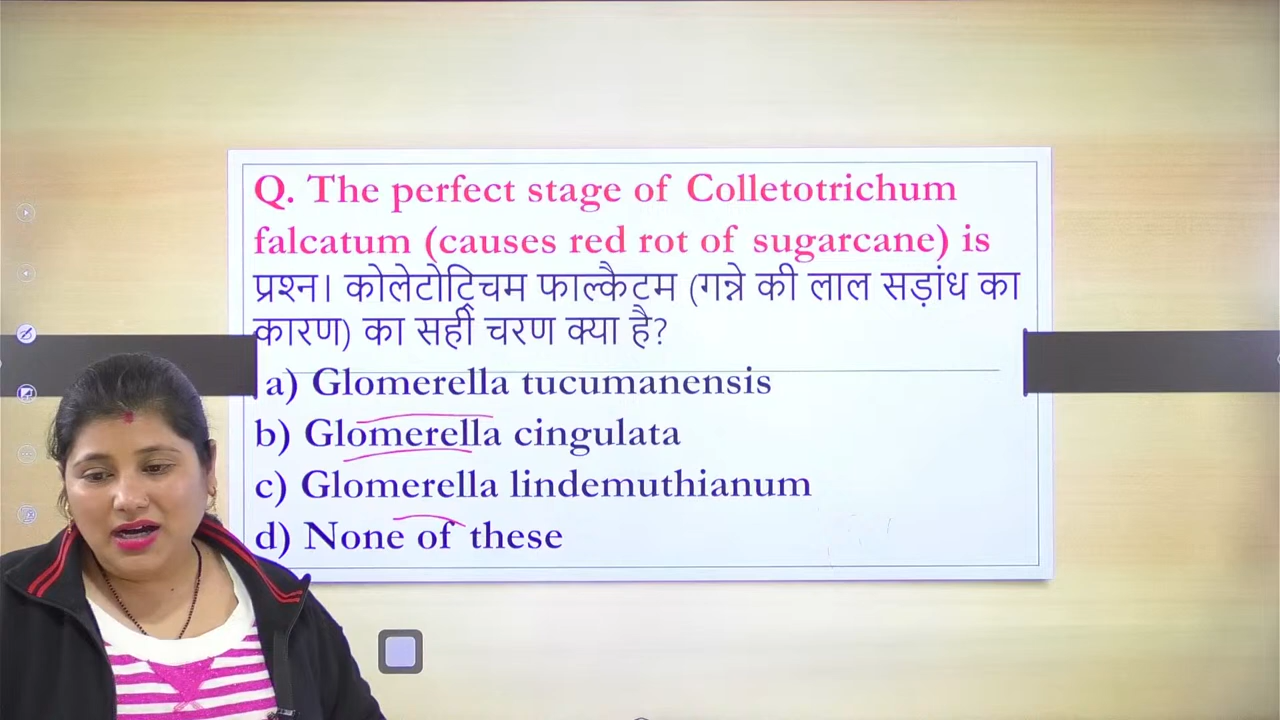 Q. The perfect stage of Colletotrichum
falcatum (causes red rot of sugarcane) is
प्रश्न। कोलेटोट्रिचम फाल्कैटम (गन्ने की लाल सड़ांध का
कारण) का सही चरण क्या है?
a) Glomerella tucumanensis
b) Glomerella cingulata
c) Glomerella lindemuthianum
d) None of these